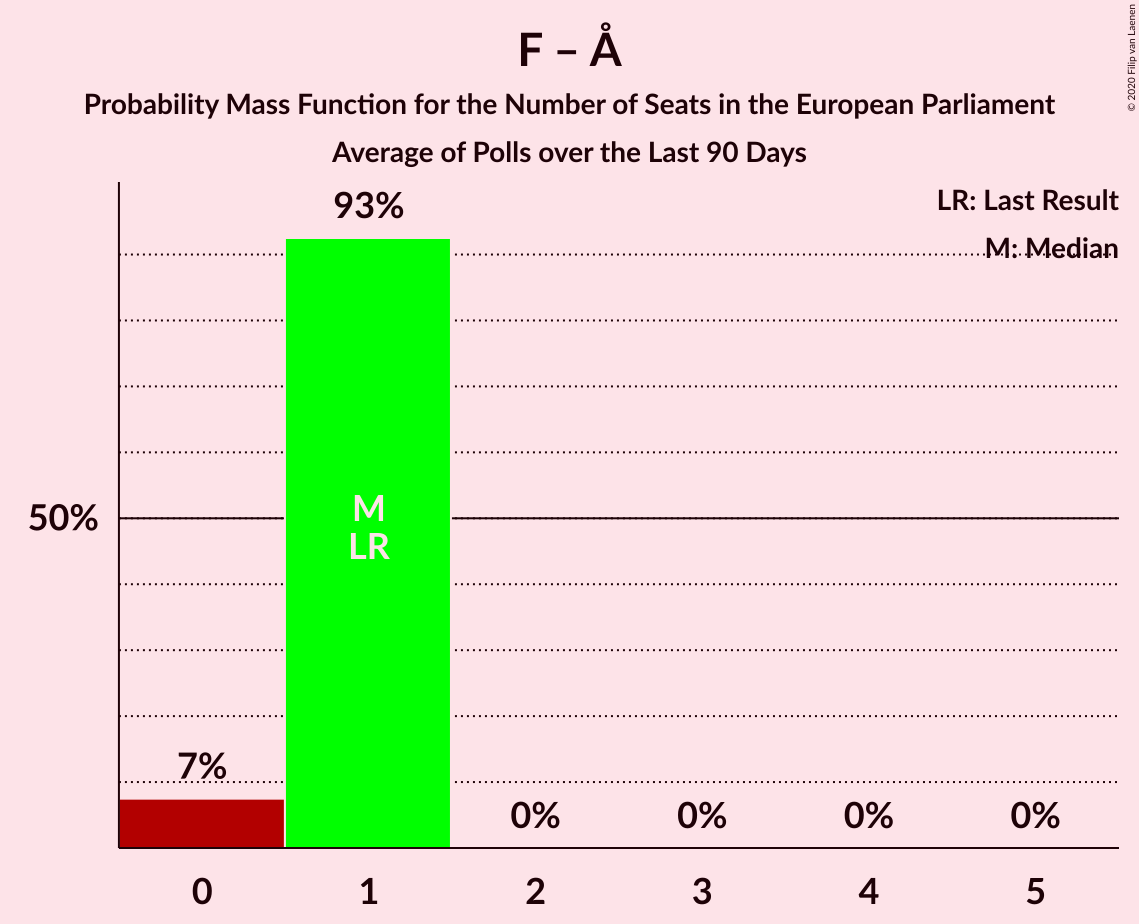 F – Å
Probability Mass Function for the Number of Seats in the European Parliament
Average of Polls over the Last 90 Days
© 2020 Filip van Laenen
LR: Last Result
M: Median
93%
50%
M
LR
7%
0%
0%
0%
0%
0
1
2
3
4
5